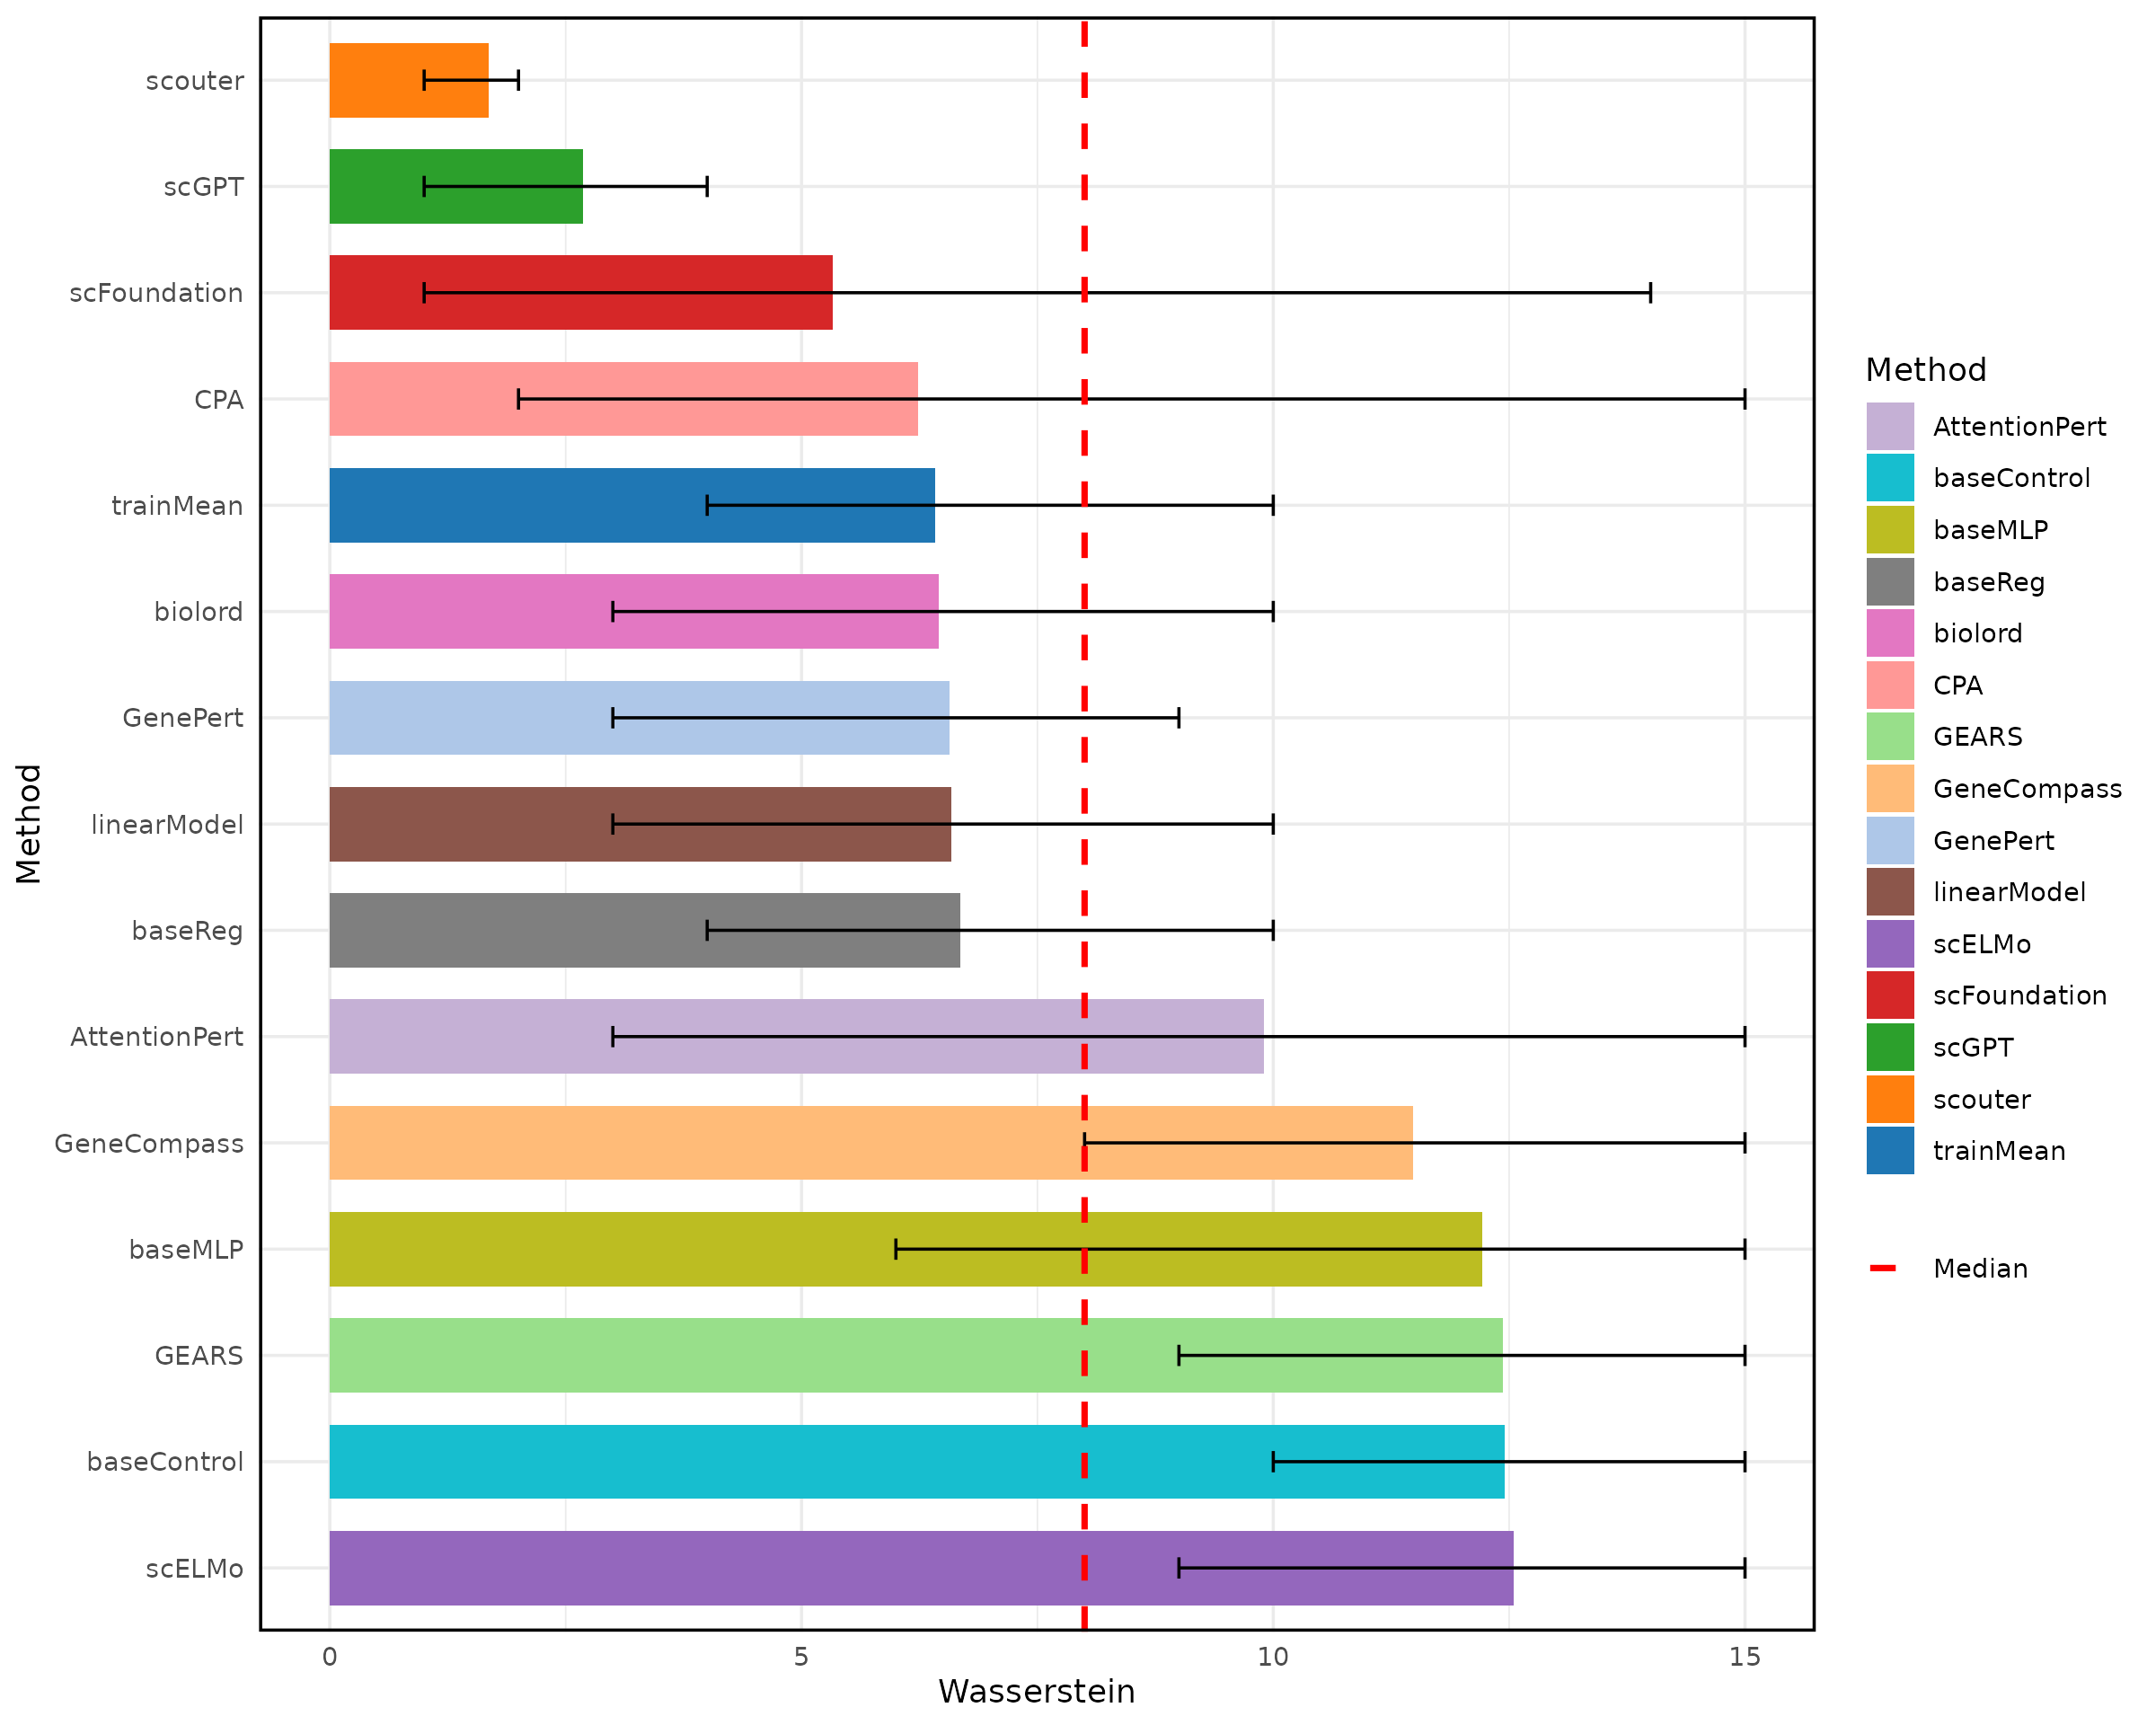 Method
scouter
scGPT
scFoundation
CPA
trainMean
biolord
GenePert
linearModel
baseReg
AttentionPert
GeneCompass
baseMLP
GEARS
baseControl
scELMo
0 5 10 15
Wasserstein
Method
AttentionPert
baseControl
baseMLP
baseReg
biolord
CPA
GEARS
GeneCompass
GenePert
linearModel
scELMo
scFoundation
scGPT
scouter
trainMean
Median